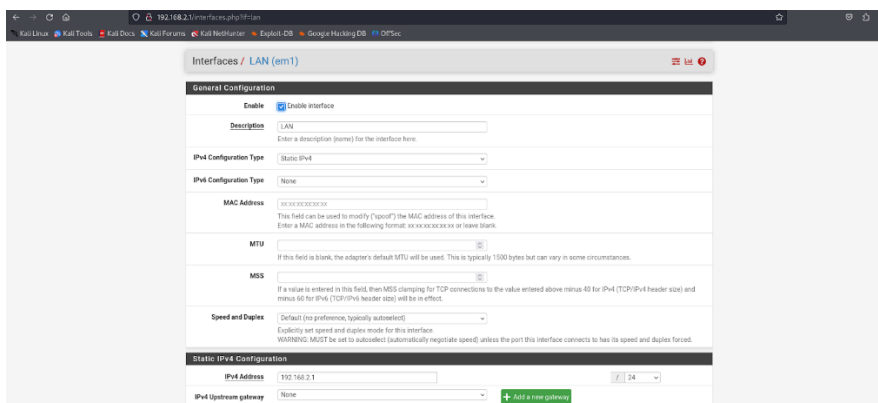 192.168.2.1/interfaces.php?if=lan
Kali Linux Kali Tools Kali Docs Kali Forums Kali NetHunter Exploit-DB Google Hacking DB OffSec
Interfaces / LAN (em1)
General Configuration
Enable Enable interface
Description LAN
Enter a description (name) for the interface here.
IPv4 Configuration Type Static IPv4
IPv6 Configuration Type None
MAC Address xx:xx:xx:xx:xx:xx
This field can be used to modify ("spoof") the MAC address of this interface.
Enter a MAC address in the following format: xx:xx:xx:xx:xx:xx or leave blank.
MTU
If this field is blank, the adapter's default MTU will be used. This is typically 1500 bytes but can vary in some circumstances.
MSS
If a value is entered in this field, then MSS clamping for TCP connections to the value entered above minus 40 for IPv4 (TCP/IPv4 header size) and
minus 60 for IPv6 (TCP/IPv6 header size) will be in effect.
Speed and Duplex Default (no preference, typically autoselect)
Explicitly set speed and duplex mode for this interface.
WARNING: MUST be set to autoselect (automatically negotiate speed) unless the port this interface connects to has its speed and duplex forced.
Static IPv4 Configuration
IPv4 Address 192.168.2.1 / 24
IPv4 Upstream gateway None + Add a new gateway